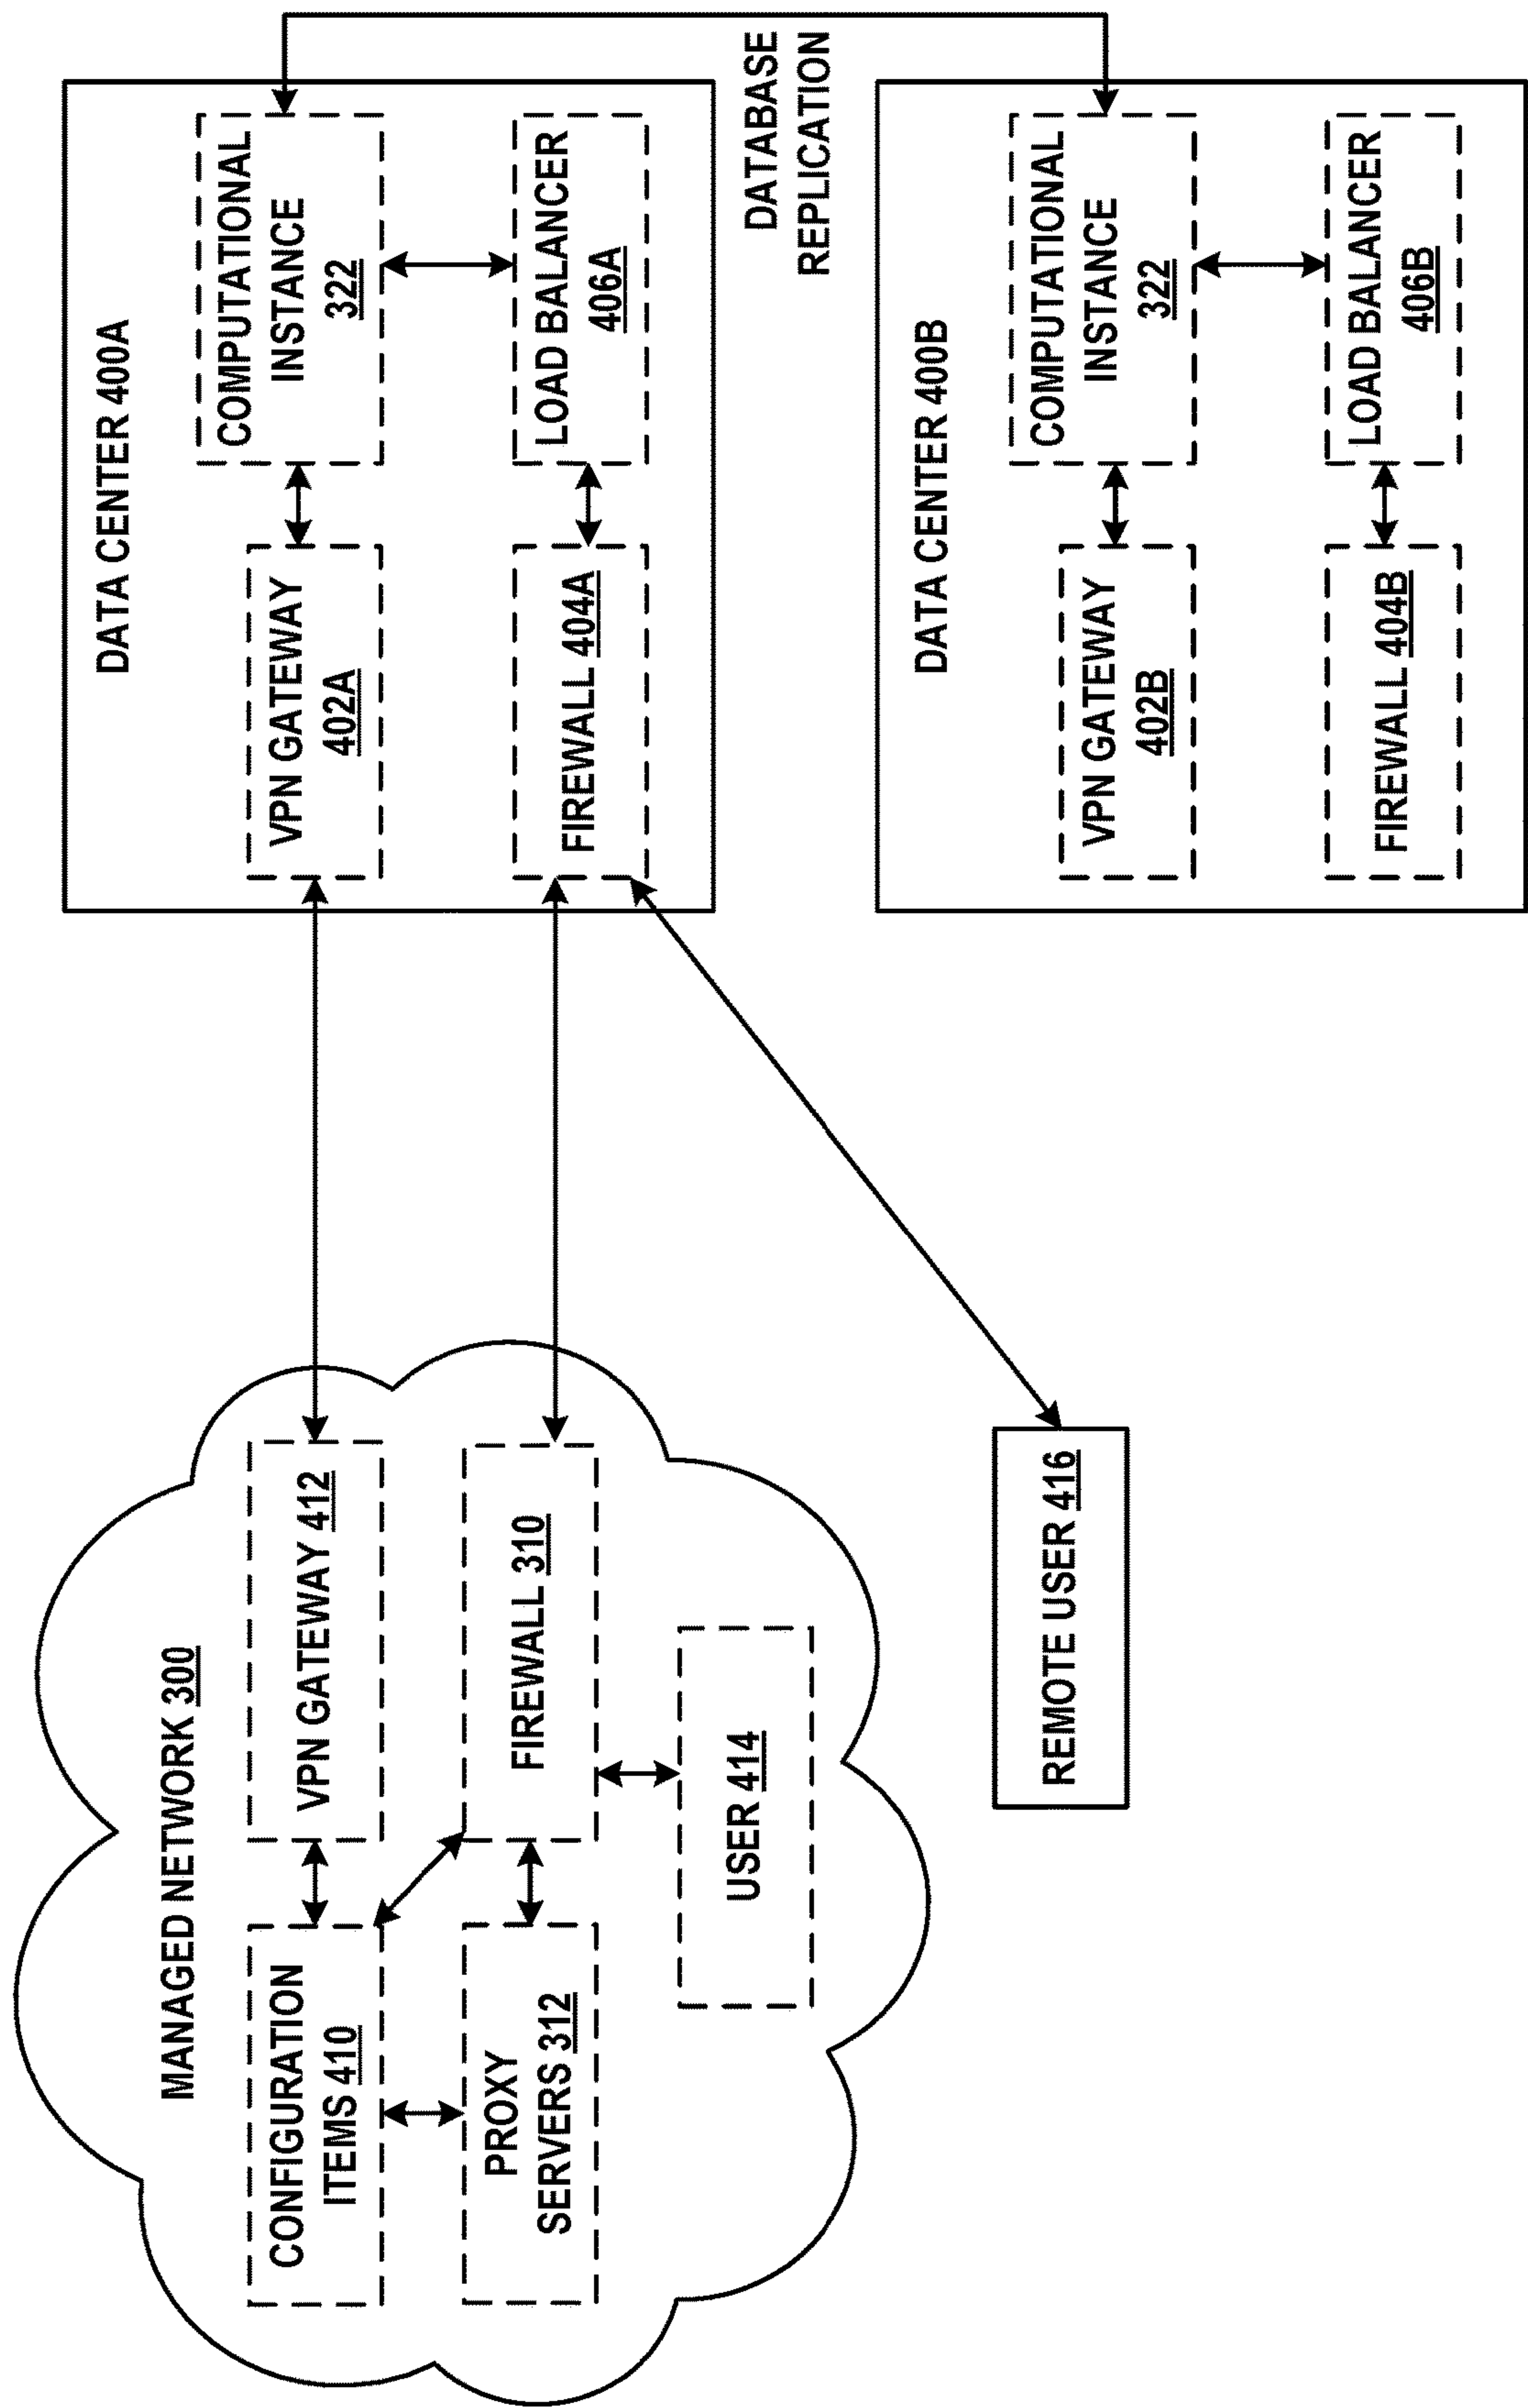 MANAGED NETWORK 300
CONFIGURATION
ITEMS 410
VPN GATEWAY 412
PROXY
SERVERS 312
FIREWALL 310
USER 414
REMOTE USER 416
DATA CENTER 400A
VPN GATEWAY
402A
COMPUTATIONAL
INSTANCE
322
FIREWALL 404A
LOAD BALANCER
406A
DATABASE
REPLICATION
DATA CENTER 400B
VPN GATEWAY
402B
COMPUTATIONAL
INSTANCE
322
FIREWALL 404B
LOAD BALANCER
406B